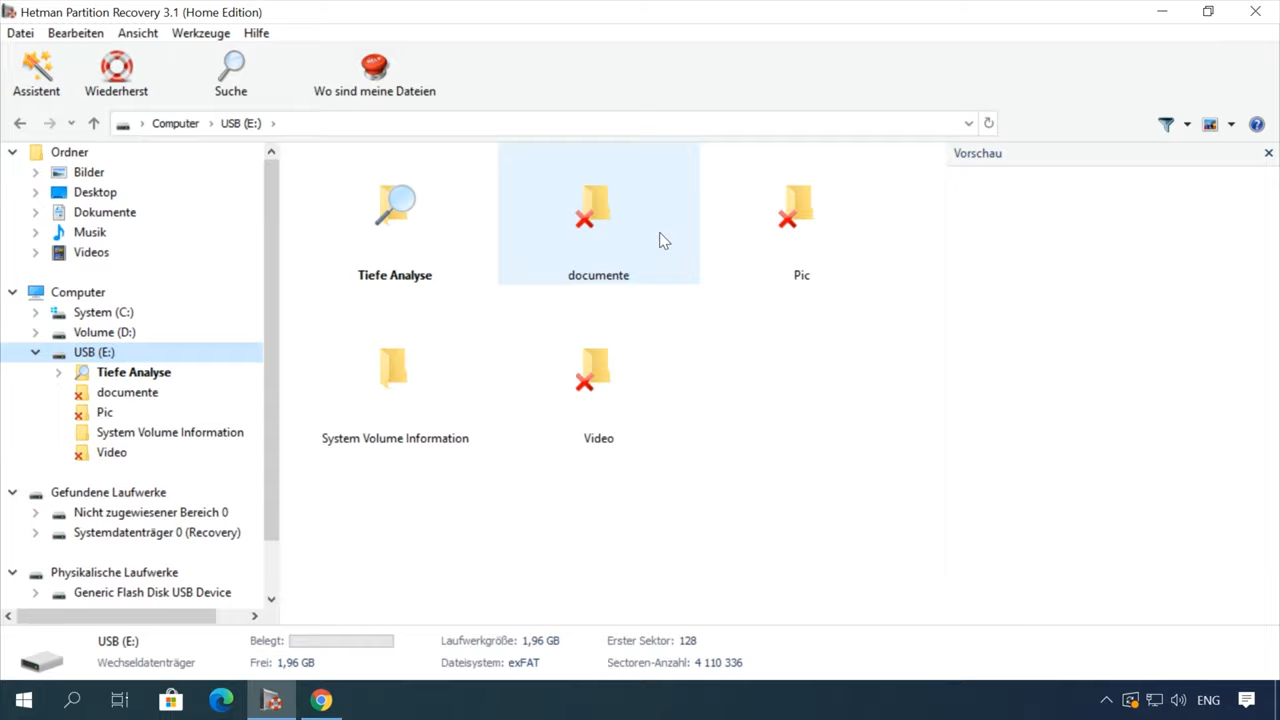 Hetman Partition Recovery 3.1 (Home Edition)
Datei Bearbeiten Ansicht Werkzeuge Hilfe
Assistent Wiederherst Suche Wo sind meine Dateien
Computer USB (E:)
Ordner
Bilder
Desktop
Dokumente
Musik
Videos
Computer
System (C:)
Volume (D:)
USB (E:)
Tiefe Analyse
documente
Pic
System Volume Information
Video
Gefundene Laufwerke
Nicht zugewiesener Bereich 0
Systemdatenträger 0 (Recovery)
Physikalische Laufwerke
Generic Flash Disk USB Device
Tiefe Analyse documente Pic
System Volume Information Video
Vorschau
USB (E:) Belegt: Laufwerkgröße: 1,96 GB Erster Sektor: 128
Wechseldatenträger Frei: 1,96 GB Dateisystem: exFAT Sectoren-Anzahl: 4 110 336
ENG